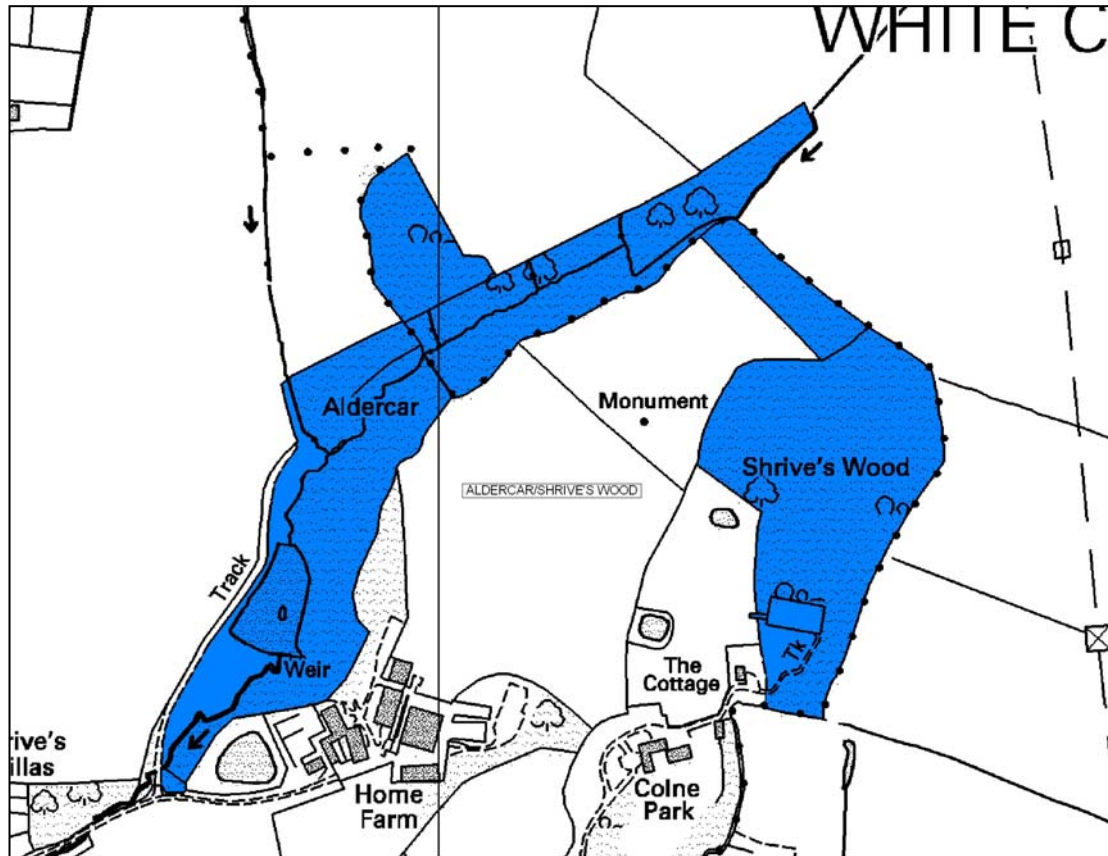 WHITE C
Aldercar
Monument
Shrive's Wood
ALDERCAR/SHRIVE'S WOOD
Track
Weir
Tk
The
Cottage
rive's
illas
Home
Farm
Colne
Park